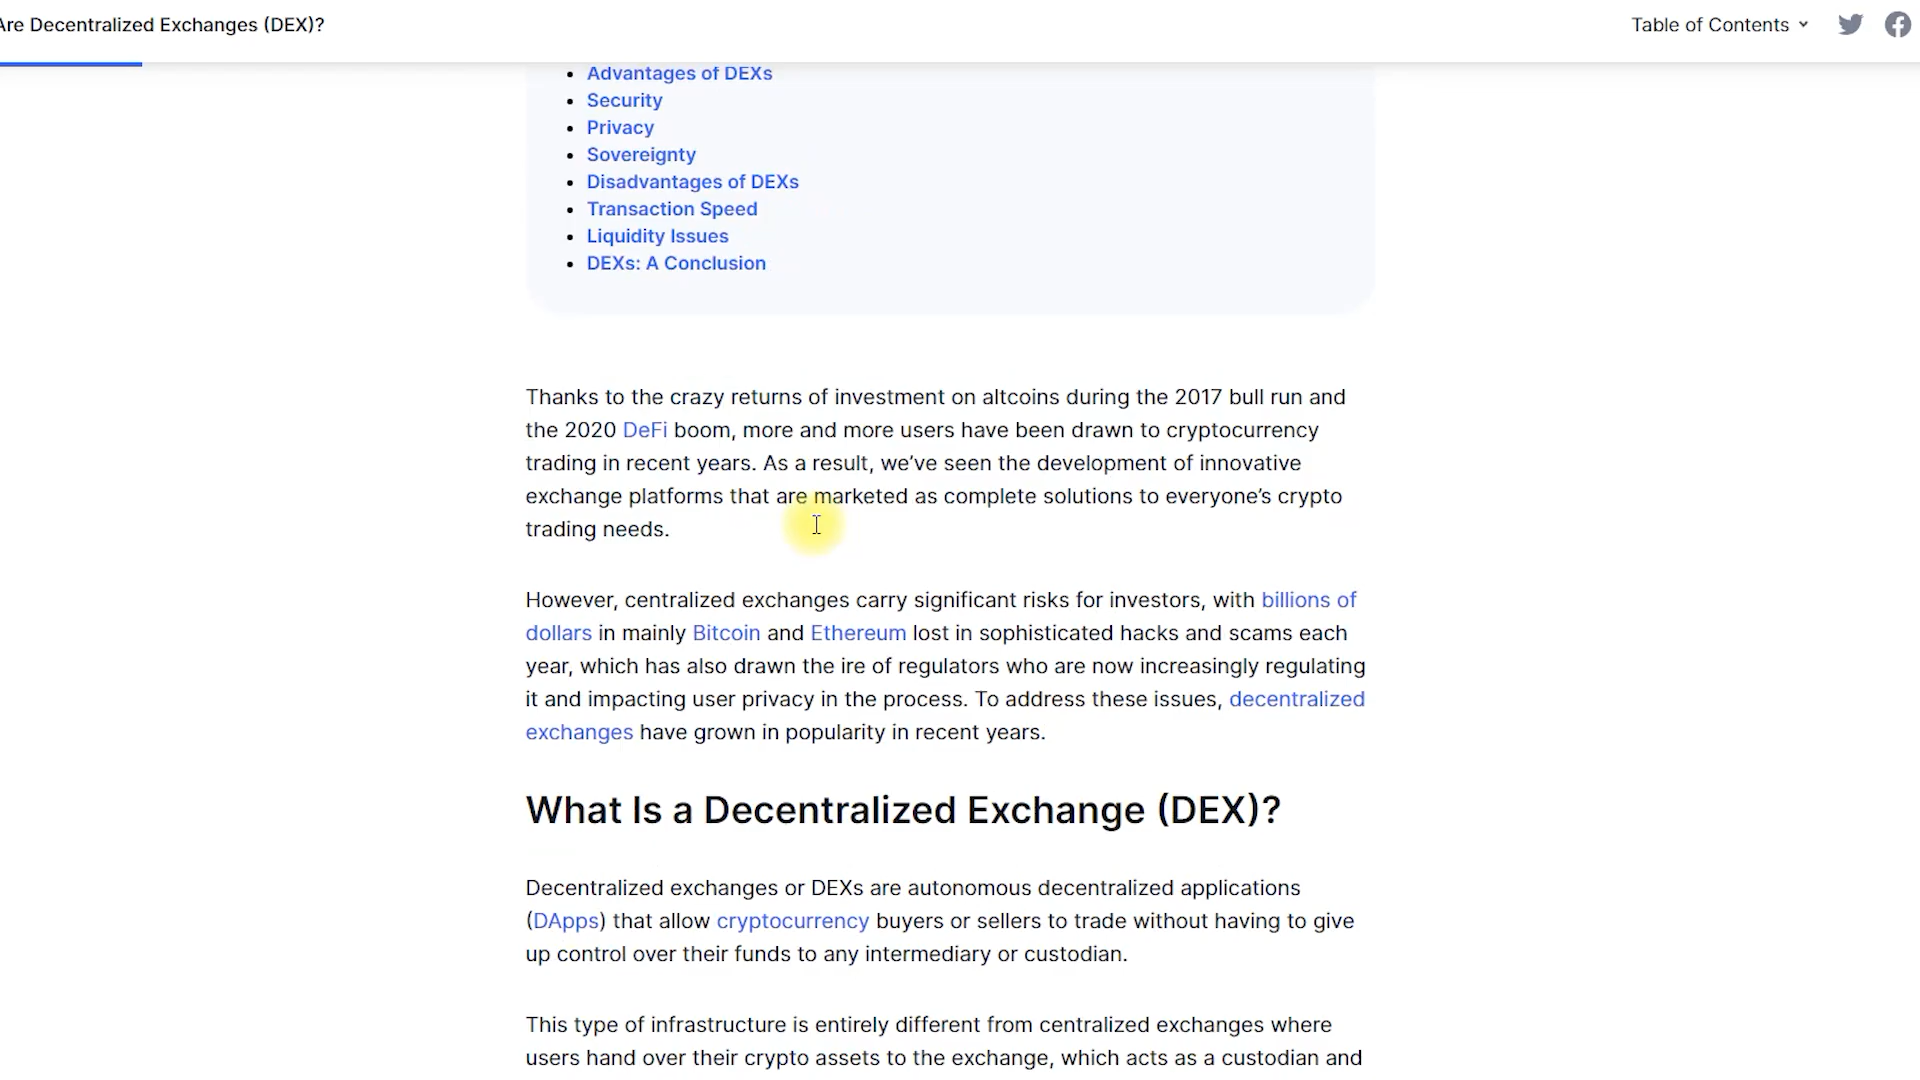 Are Decentralized Exchanges (DEX)?
Table of Contents
Advantages of DEXs
Security
Privacy
Sovereignty
Disadvantages of DEXs
Transaction Speed
Liquidity Issues
DEXs: A Conclusion
Thanks to the crazy returns of investment on altcoins during the 2017 bull run and
the 2020 DeFi boom, more and more users have been drawn to cryptocurrency
trading in recent years. As a result, we’ve seen the development of innovative
exchange platforms that are marketed as complete solutions to everyone’s crypto
trading needs.
However, centralized exchanges carry significant risks for investors, with billions of
dollars in mainly Bitcoin and Ethereum lost in sophisticated hacks and scams each
year, which has also drawn the ire of regulators who are now increasingly regulating
it and impacting user privacy in the process. To address these issues, decentralized
exchanges have grown in popularity in recent years.
What Is a Decentralized Exchange (DEX)?
Decentralized exchanges or DEXs are autonomous decentralized applications
(DApps) that allow cryptocurrency buyers or sellers to trade without having to give
up control over their funds to any intermediary or custodian.
This type of infrastructure is entirely different from centralized exchanges where
users hand over their crypto assets to the exchange, which acts as a custodian and